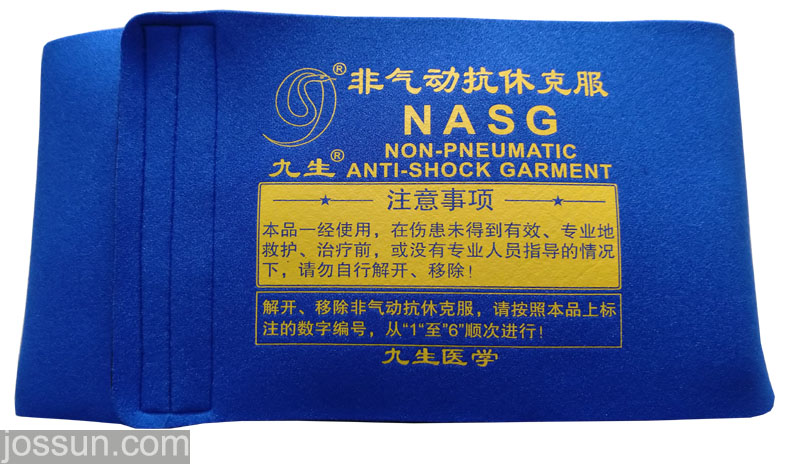 ® 非气动抗休克服
NASG
NON-PNEUMATIC
九生® ANTI-SHOCK GARMENT
注意事项
本品一经使用，在伤患未得到有效、专业地
救护、治疗前，或没有专业人员指导的情况
下，请勿自行解开、移除！
解开、移除非气动抗休克服，请按照本品上标
注的数字编号，从“1“至”6”顺次进行！
九生医学
jossun.com